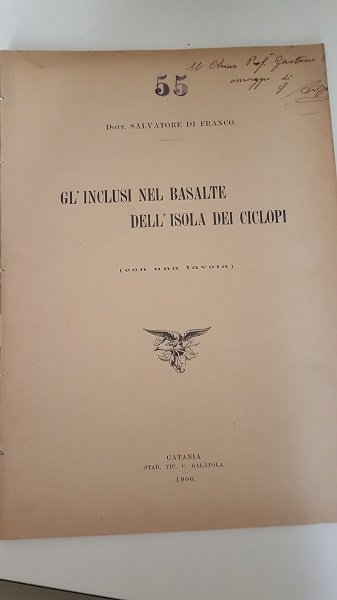 55
Al Chiar. Prof. Gaetano
omaggio di
S.
Dott. SALVATORE DI FRANCO
GL' INCLUSI NEL BASALTE
DELL' ISOLA DEI CICLOPI
(con una tavola)
CATANIA
STAB. TIP. C. GALÀTOLA
1906.